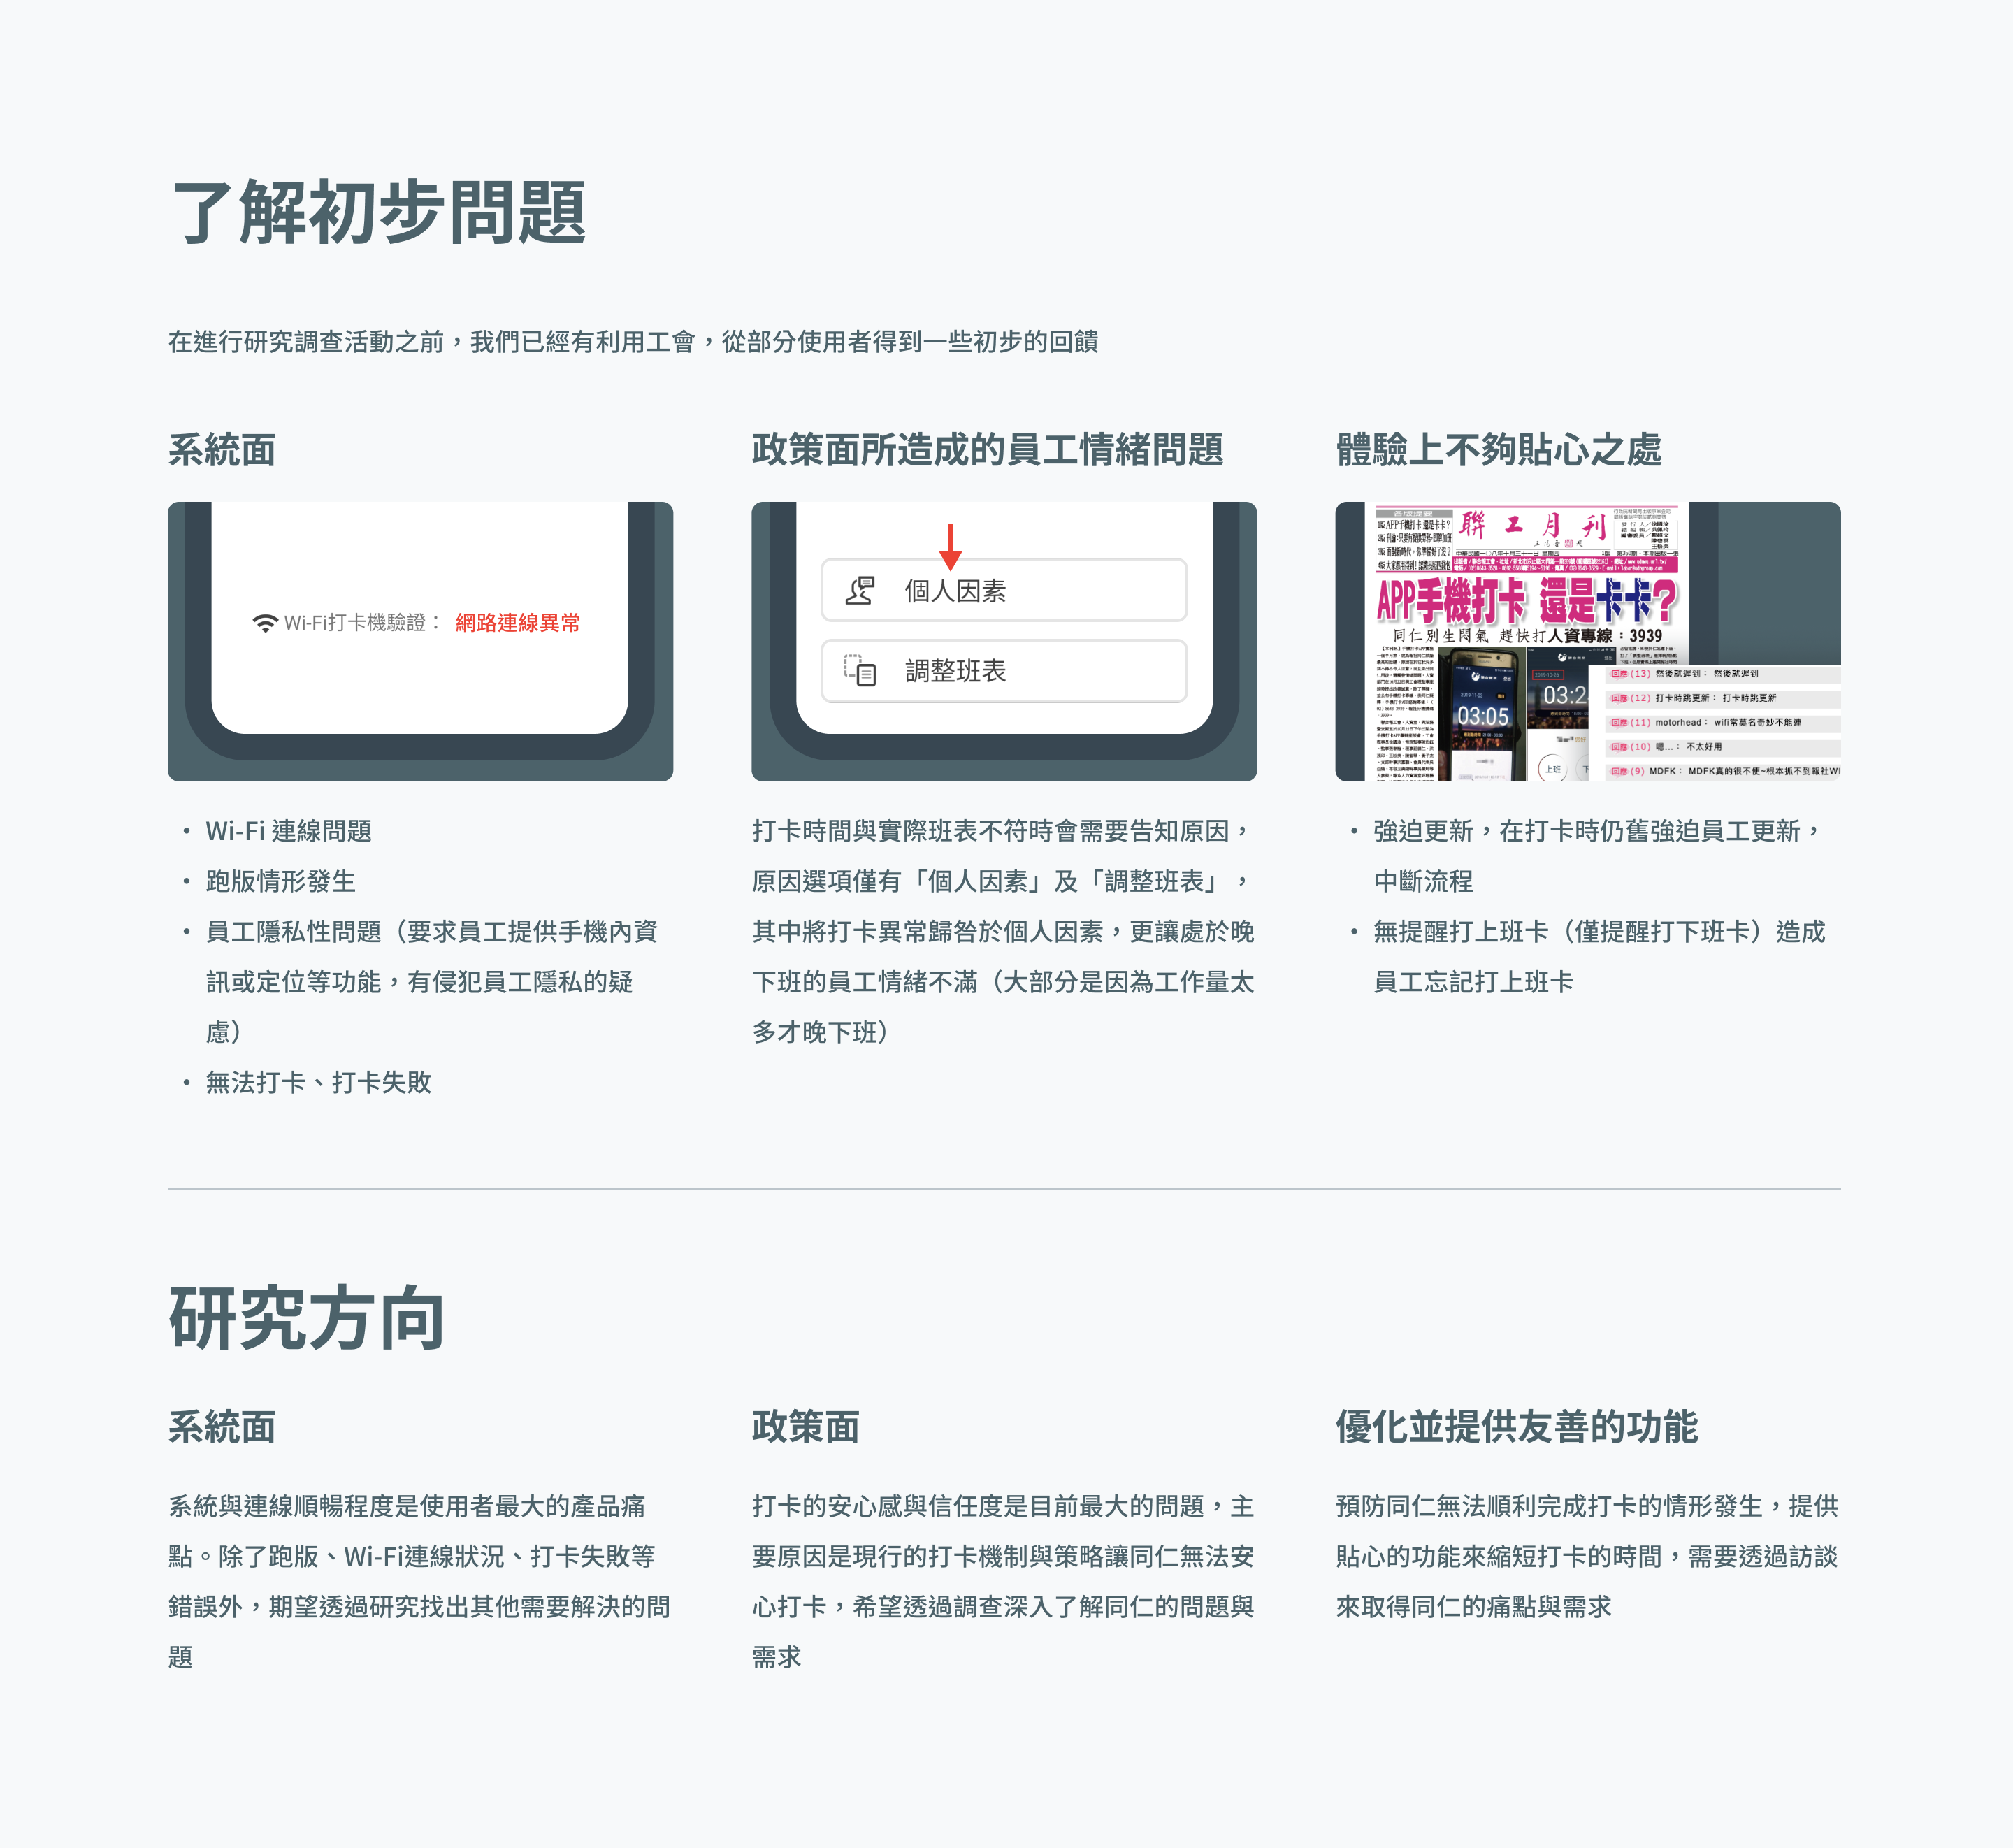 了解初步問題
在進行研究調查活動之前，我們已經有利用工會，從部分使用者得到一些初步的回饋
系統面
Wi-Fi打卡機驗證： 網路連線異常
• Wi-Fi 連線問題
• 跑版情形發生
• 員工隱私性問題（要求員工提供手機內資
訊或定位等功能，有侵犯員工隱私的疑
慮）
• 無法打卡、打卡失敗
政策面所造成的員工情緒問題
個人因素
調整班表
打卡時間與實際班表不符時會需要告知原因，
原因選項僅有「個人因素」及「調整班表」，
其中將打卡異常歸咎於個人因素，更讓處於晚
下班的員工情緒不滿（大部分是因為工作量太
多才晚下班）
體驗上不夠貼心之處
聯工月刊
中華民國一〇八年十月三十一日 星期四
APP手機打卡 還是卡卡？
同仁別生悶氣 趕快打人資專線：3939
03:05
03:2
上班
回應 (13) 然後就遲到： 然後就遲到
回應 (12) 打卡時跳更新： 打卡時跳更新
回應 (11) motorhead： wifi常莫名奇妙不能連
回應 (10) 嗯...： 不太好用
回應 (9) MDFK： MDFK真的很不便~根本抓不到報社WI
• 強迫更新，在打卡時仍舊強迫員工更新，
中斷流程
• 無提醒打上班卡（僅提醒打下班卡）造成
員工忘記打上班卡
研究方向
系統面
系統與連線順暢程度是使用者最大的產品痛
點。除了跑版、Wi-Fi連線狀況、打卡失敗等
錯誤外，期望透過研究找出其他需要解決的問
題
政策面
打卡的安心感與信任度是目前最大的問題，主
要原因是現行的打卡機制與策略讓同仁無法安
心打卡，希望透過調查深入了解同仁的問題與
需求
優化並提供友善的功能
預防同仁無法順利完成打卡的情形發生，提供
貼心的功能來縮短打卡的時間，需要透過訪談
來取得同仁的痛點與需求